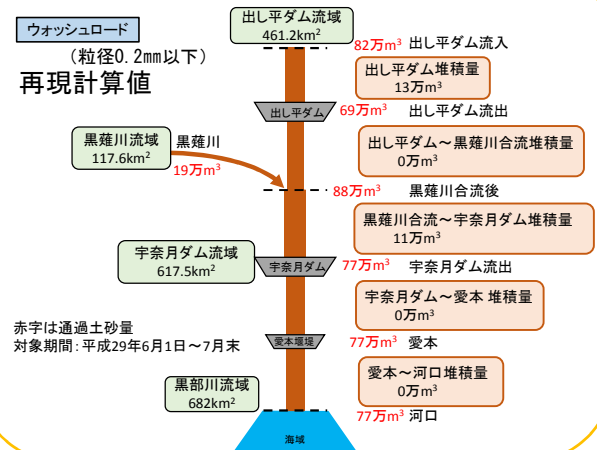 ウォッシュロード
（粒径0.2mm以下）
再現計算値
出し平ダム流域
461.2km²
82万m³ 出し平ダム流入
出し平ダム堆積量
13万m³
出し平ダム
69万m³ 出し平ダム流出
黒薙川流域
117.6km²
黒薙川
19万m³
出し平ダム～黒薙川合流堆積量
0万m³
88万m³ 黒薙川合流後
黒薙川合流～宇奈月ダム堆積量
11万m³
宇奈月ダム流域
617.5km²
宇奈月ダム
77万m³ 宇奈月ダム流出
宇奈月ダム～愛本 堆積量
0万m³
赤字は通過土砂量
対象期間：平成29年6月1日～7月末
愛本堰堤
77万m³ 愛本
愛本～河口堆積量
0万m³
黒部川流域
682km²
77万m³ 河口
海域